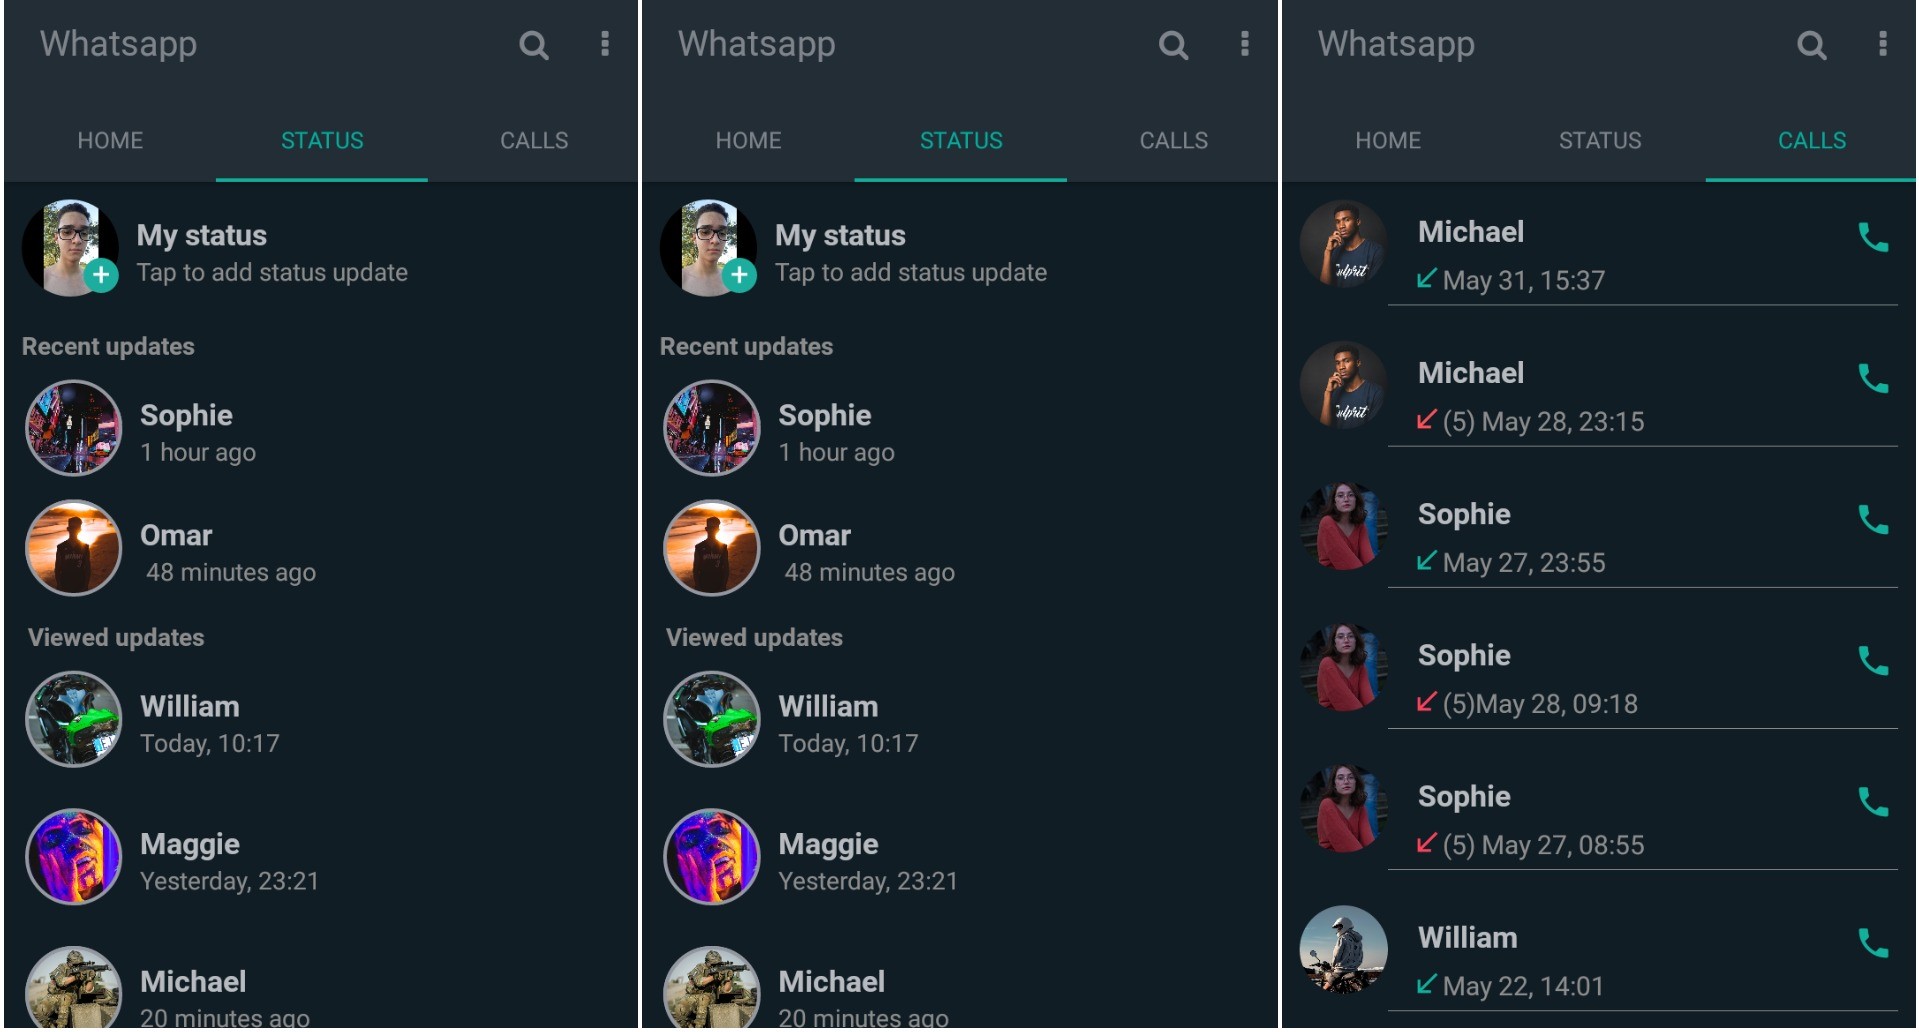 Whatsapp
HOME STATUS CALLS
My status
Tap to add status update
Recent updates
Sophie
1 hour ago
Omar
48 minutes ago
Viewed updates
William
Today, 10:17
Maggie
Yesterday, 23:21
Michael
20 minutes ago
Whatsapp
HOME STATUS CALLS
My status
Tap to add status update
Recent updates
Sophie
1 hour ago
Omar
48 minutes ago
Viewed updates
William
Today, 10:17
Maggie
Yesterday, 23:21
Michael
20 minutes ago
Whatsapp
HOME STATUS CALLS
Michael
May 31, 15:37
Michael
(5) May 28, 23:15
Sophie
May 27, 23:55
Sophie
(5)May 28, 09:18
Sophie
(5) May 27, 08:55
William
May 22, 14:01